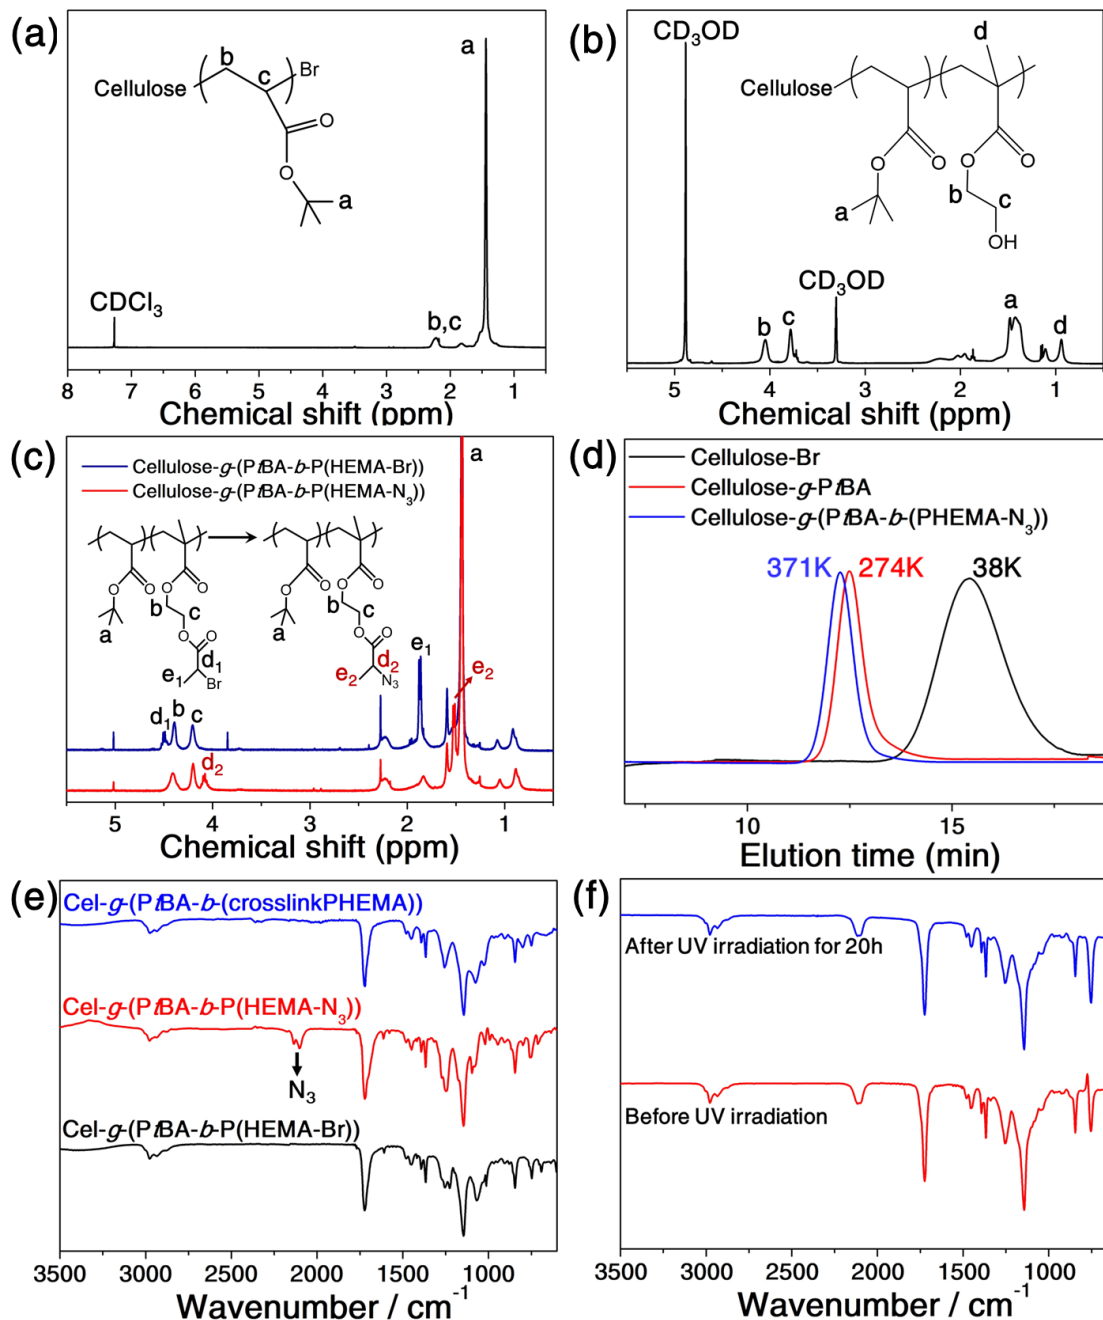 (a)
a
b
c
Br
Cellulose
O
O
a
CDCl3
b,c
8 7 6 5 4 3 2 1
Chemical shift (ppm)
(b)
CD3OD
d
Cellulose
O
O
O
O
b
c
a
OH
CD3OD
b
c
a
d
5 4 3 2 1
Chemical shift (ppm)
(c)
Cellulose-g-(PtBA-b-P(HEMA-Br))
Cellulose-g-(PtBA-b-P(HEMA-N3))
a
O
O
O
O
b
c
a
O
O
d1
e1
Br
O
O
O
O
b
c
a
O
O
d2
e2
N3
e1
e2
d1
b
c
d2
5 4 3 2 1
Chemical shift (ppm)
(d)
Cellulose-Br
Cellulose-g-PtBA
Cellulose-g-(PtBA-b-(PHEMA-N3))
371K
274K
38K
10 15
Elution time (min)
(e)
Cel-g-(PtBA-b-(crosslinkPHEMA))
Cel-g-(PtBA-b-P(HEMA-N3))
N3
Cel-g-(PtBA-b-P(HEMA-Br))
3500 3000 2500 2000 1500 1000
Wavenumber / cm-1
(f)
After UV irradiation for 20h
Before UV irradiation
3500 3000 2500 2000 1500 1000
Wavenumber / cm-1